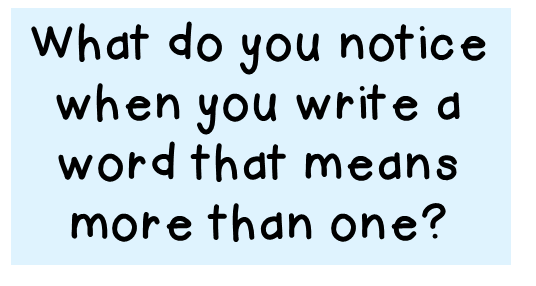 What do you notice
when you write a
word that means
more than one?